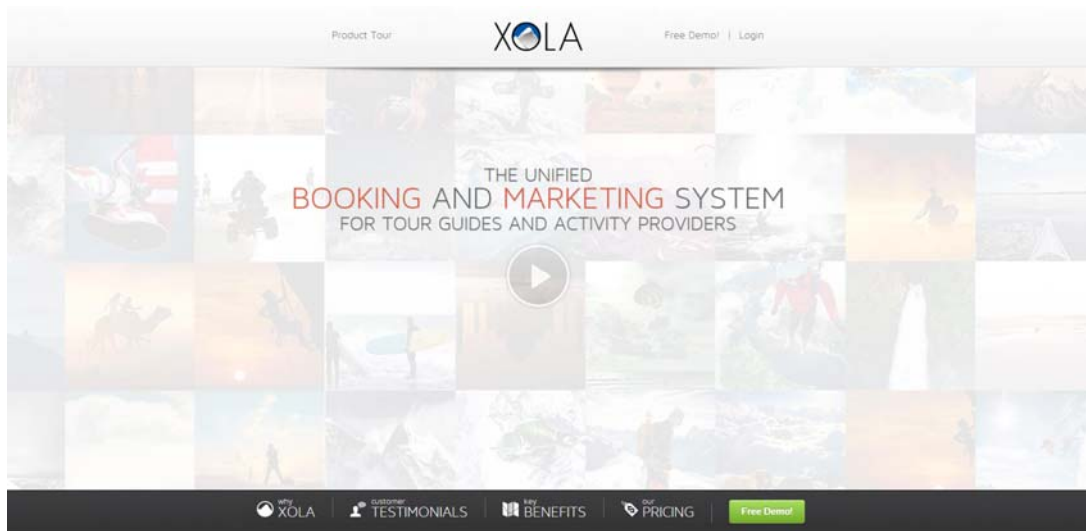 Product Tour
XOLA
Free Demo! | Login
THE UNIFIED
BOOKING AND MARKETING SYSTEM
FOR TOUR GUIDES AND ACTIVITY PROVIDERS
why
XOLA
customer
TESTIMONIALS
key
BENEFITS
our
PRICING
Free Demo!